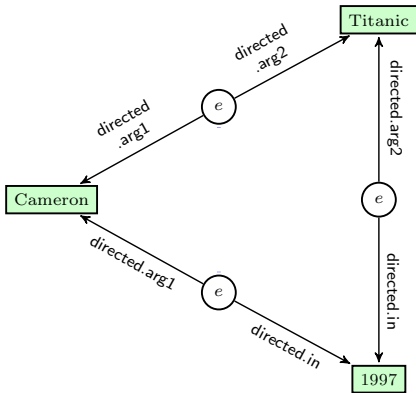 Titanic
directed
.arg2
e
directed
.arg1
directed.arg2
Cameron
e
directed.arg1
e
directed.in
directed.in
1997